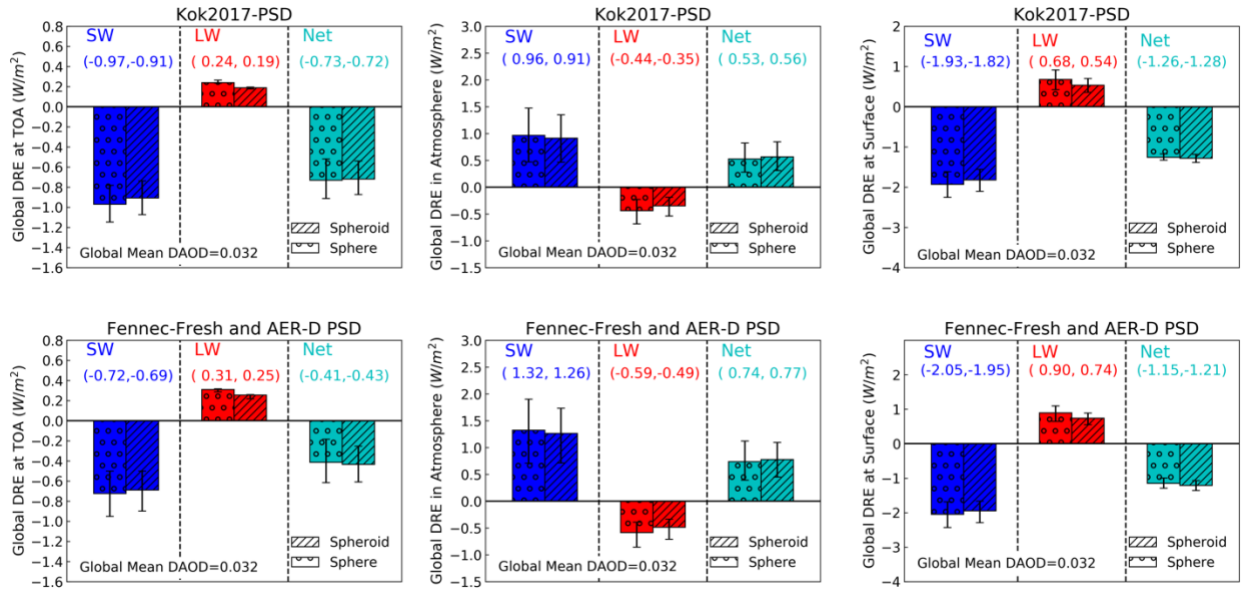 Kok2017-PSD
Global DRE at TOA (W/m²)
0.8
0.6
0.4
0.2
0.0
−0.2
−0.4
−0.6
−0.8
−1.0
−1.2
−1.4
−1.6
SW LW Net
(-0.97,-0.91) ( 0.24, 0.19) (-0.73,-0.72)
Spheroid
Sphere
Global Mean DAOD=0.032
Kok2017-PSD
Global DRE in Atmosphere (W/m²)
3.0
2.5
2.0
1.5
1.0
0.5
0.0
−0.5
−1.0
−1.5
SW LW Net
( 0.96, 0.91) (-0.44,-0.35) ( 0.53, 0.56)
Spheroid
Sphere
Global Mean DAOD=0.032
Kok2017-PSD
Global DRE at Surface (W/m²)
2
1
0
−1
−2
−3
−4
SW LW Net
(-1.93,-1.82) ( 0.68, 0.54) (-1.26,-1.28)
Spheroid
Sphere
Global Mean DAOD=0.032
Fennec-Fresh and AER-D PSD
Global DRE at TOA (W/m²)
0.8
0.6
0.4
0.2
0.0
−0.2
−0.4
−0.6
−0.8
−1.0
−1.2
−1.4
−1.6
SW LW Net
(-0.72,-0.69) ( 0.31, 0.25) (-0.41,-0.43)
Spheroid
Sphere
Global Mean DAOD=0.032
Fennec-Fresh and AER-D PSD
Global DRE in Atmosphere (W/m²)
3.0
2.5
2.0
1.5
1.0
0.5
0.0
−0.5
−1.0
−1.5
SW LW Net
( 1.32, 1.26) (-0.59,-0.49) ( 0.74, 0.77)
Spheroid
Sphere
Global Mean DAOD=0.032
Fennec-Fresh and AER-D PSD
Global DRE at Surface (W/m²)
2
1
0
−1
−2
−3
−4
SW LW Net
(-2.05,-1.95) ( 0.90, 0.74) (-1.15,-1.21)
Spheroid
Sphere
Global Mean DAOD=0.032